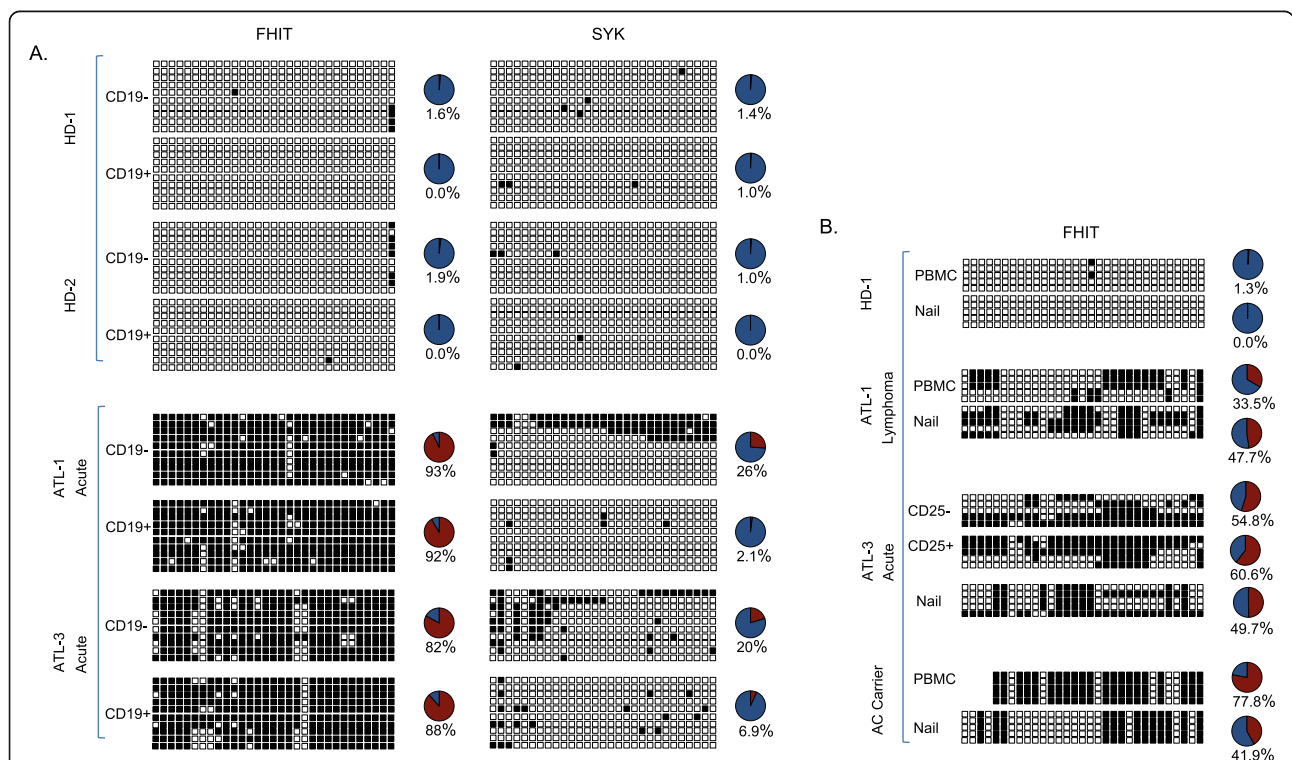 A.
FHIT
SYK
HD-1
CD19-
1.6%
1.4%
CD19+
0.0%
1.0%
HD-2
CD19-
1.9%
1.0%
CD19+
0.0%
0.0%
ATL-1
Acute
CD19-
93%
26%
CD19+
92%
2.1%
ATL-3
Acute
CD19-
82%
20%
CD19+
88%
6.9%
B.
FHIT
HD-1
PBMC
1.3%
Nail
0.0%
ATL-1
Lymphoma
PBMC
33.5%
Nail
47.7%
ATL-3
Acute
CD25-
54.8%
CD25+
60.6%
Nail
49.7%
AC Carrier
PBMC
77.8%
Nail
41.9%